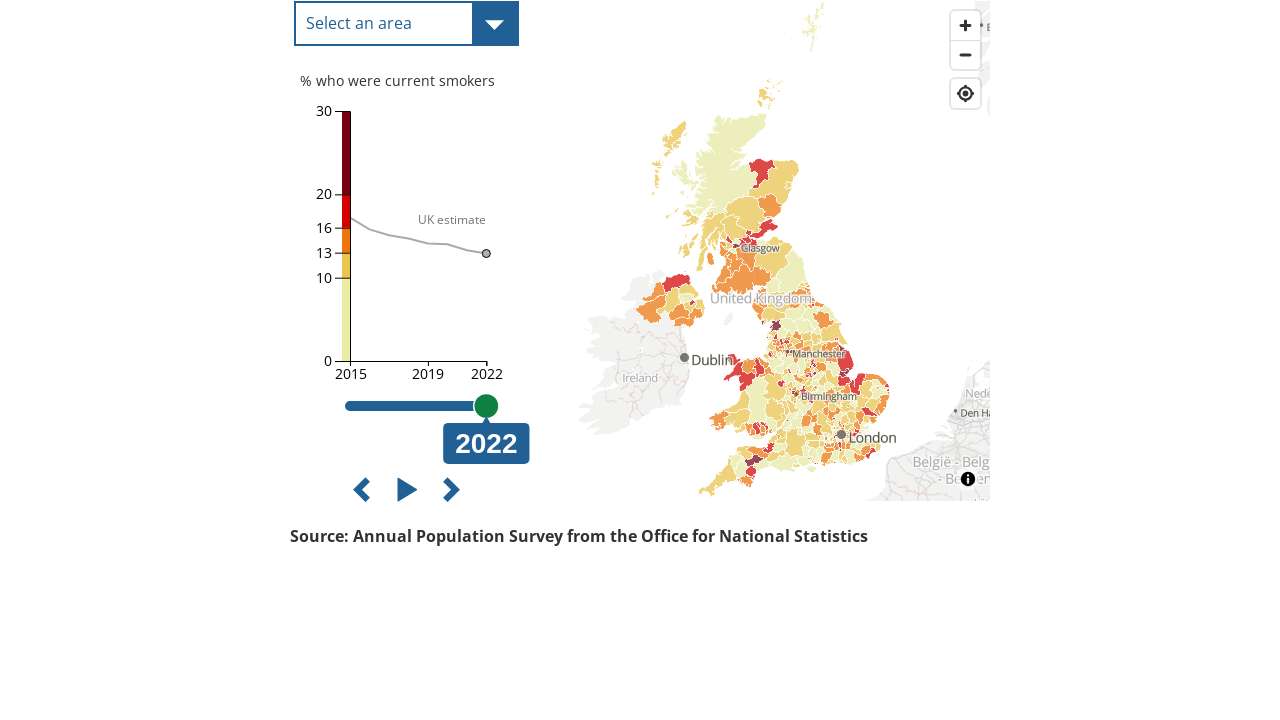 Select an area
% who were current smokers
30
20
16
13
10
0
UK estimate
2015
2019
2022
2022
Glasgow
United Kingdom
Dublin
Manchester
Ireland
Birmingham
London
Den Ha
België - Belg
Source: Annual Population Survey from the Office for National Statistics